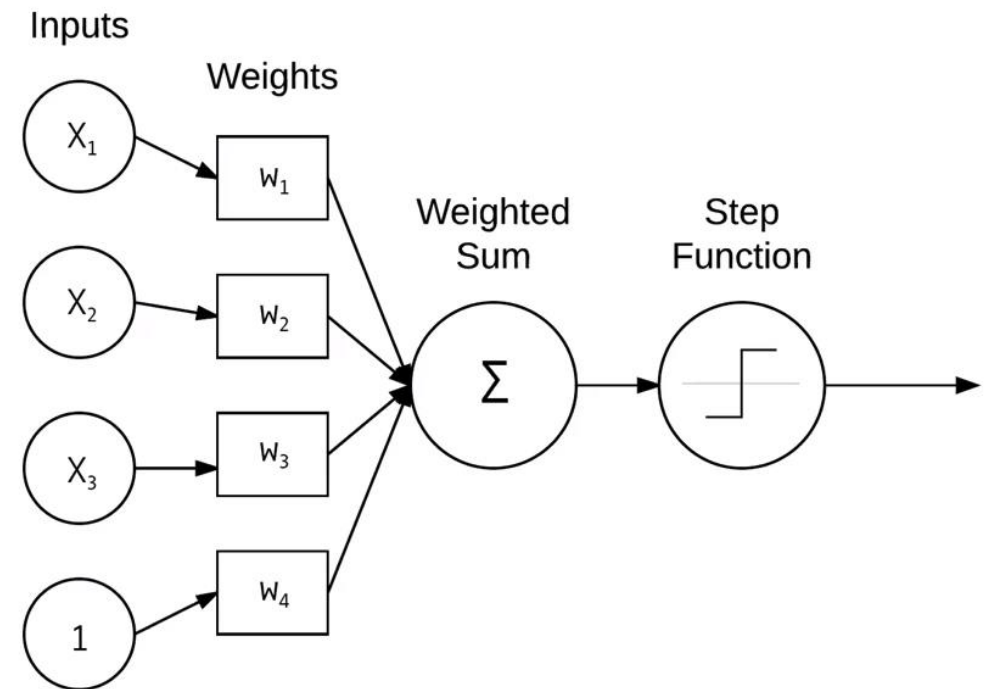 Inputs
Weights
X₁
W₁
Weighted
Sum
Step
Function
X₂
W₂
Σ
X₃
W₃
1
W₄